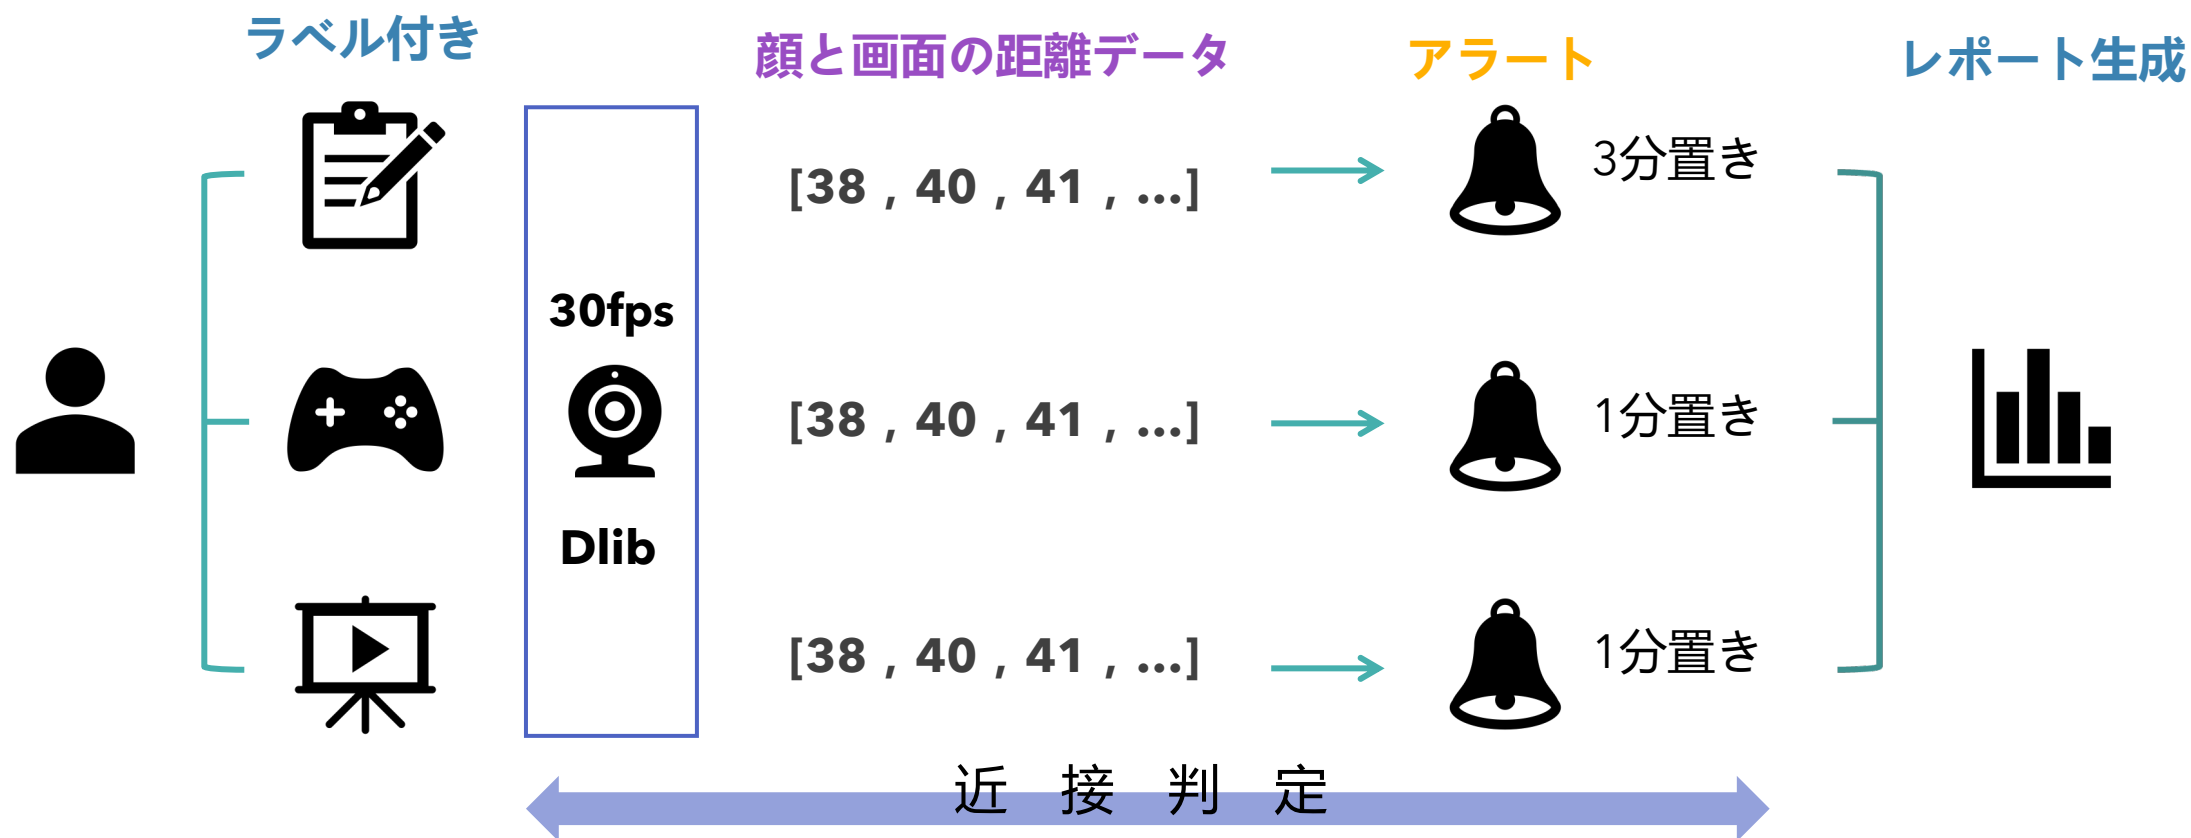 ラベル付き
顔と画面の距離データ
アラート
レポート生成
[38 , 40 , 41 , ...]
3分置き
30fps
[38 , 40 , 41 , ...]
1分置き
Dlib
[38 , 40 , 41 , ...]
1分置き
近 接 判 定